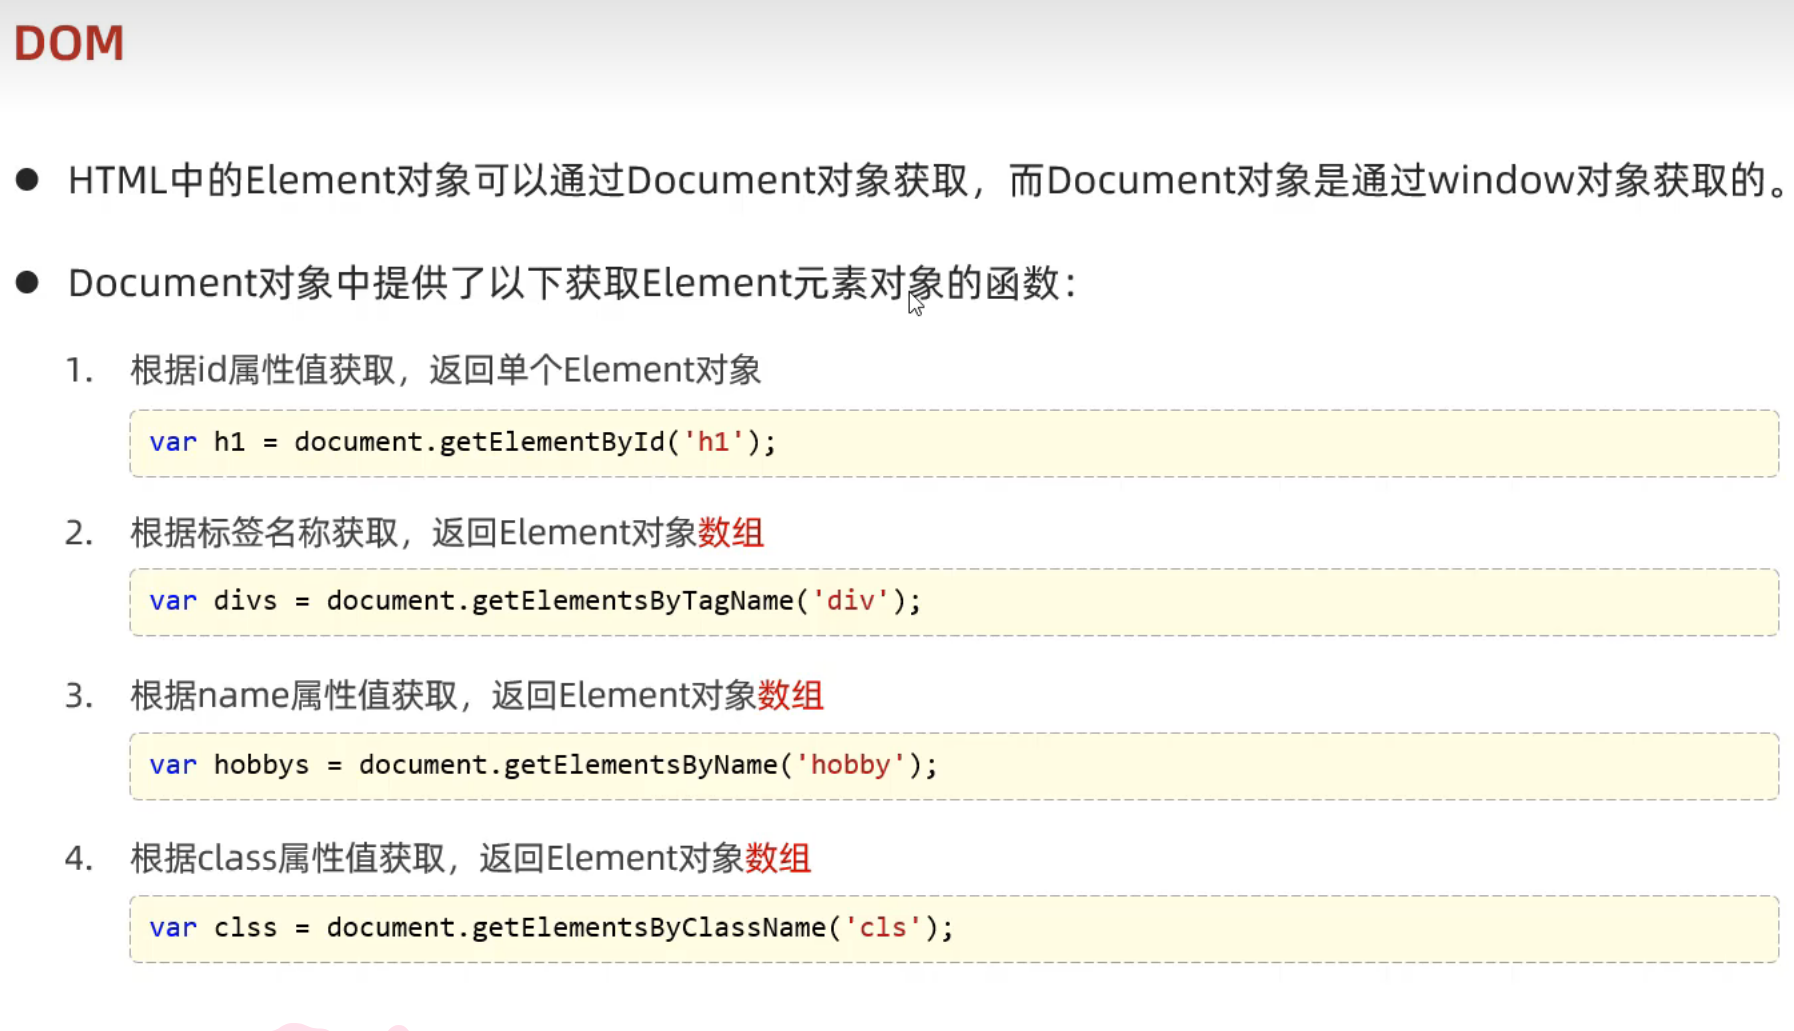 DOM
● HTML中的Element对象可以通过Document对象获取，而Document对象是通过window对象获取的。
● Document对象中提供了以下获取Element元素对象的函数：
1. 根据id属性值获取，返回单个Element对象
var h1 = document.getElementById('h1');
2. 根据标签名称获取，返回Element对象数组
var divs = document.getElementsByTagName('div');
3. 根据name属性值获取，返回Element对象数组
var hobbys = document.getElementsByName('hobby');
4. 根据class属性值获取，返回Element对象数组
var clss = document.getElementsByClassName('cls');